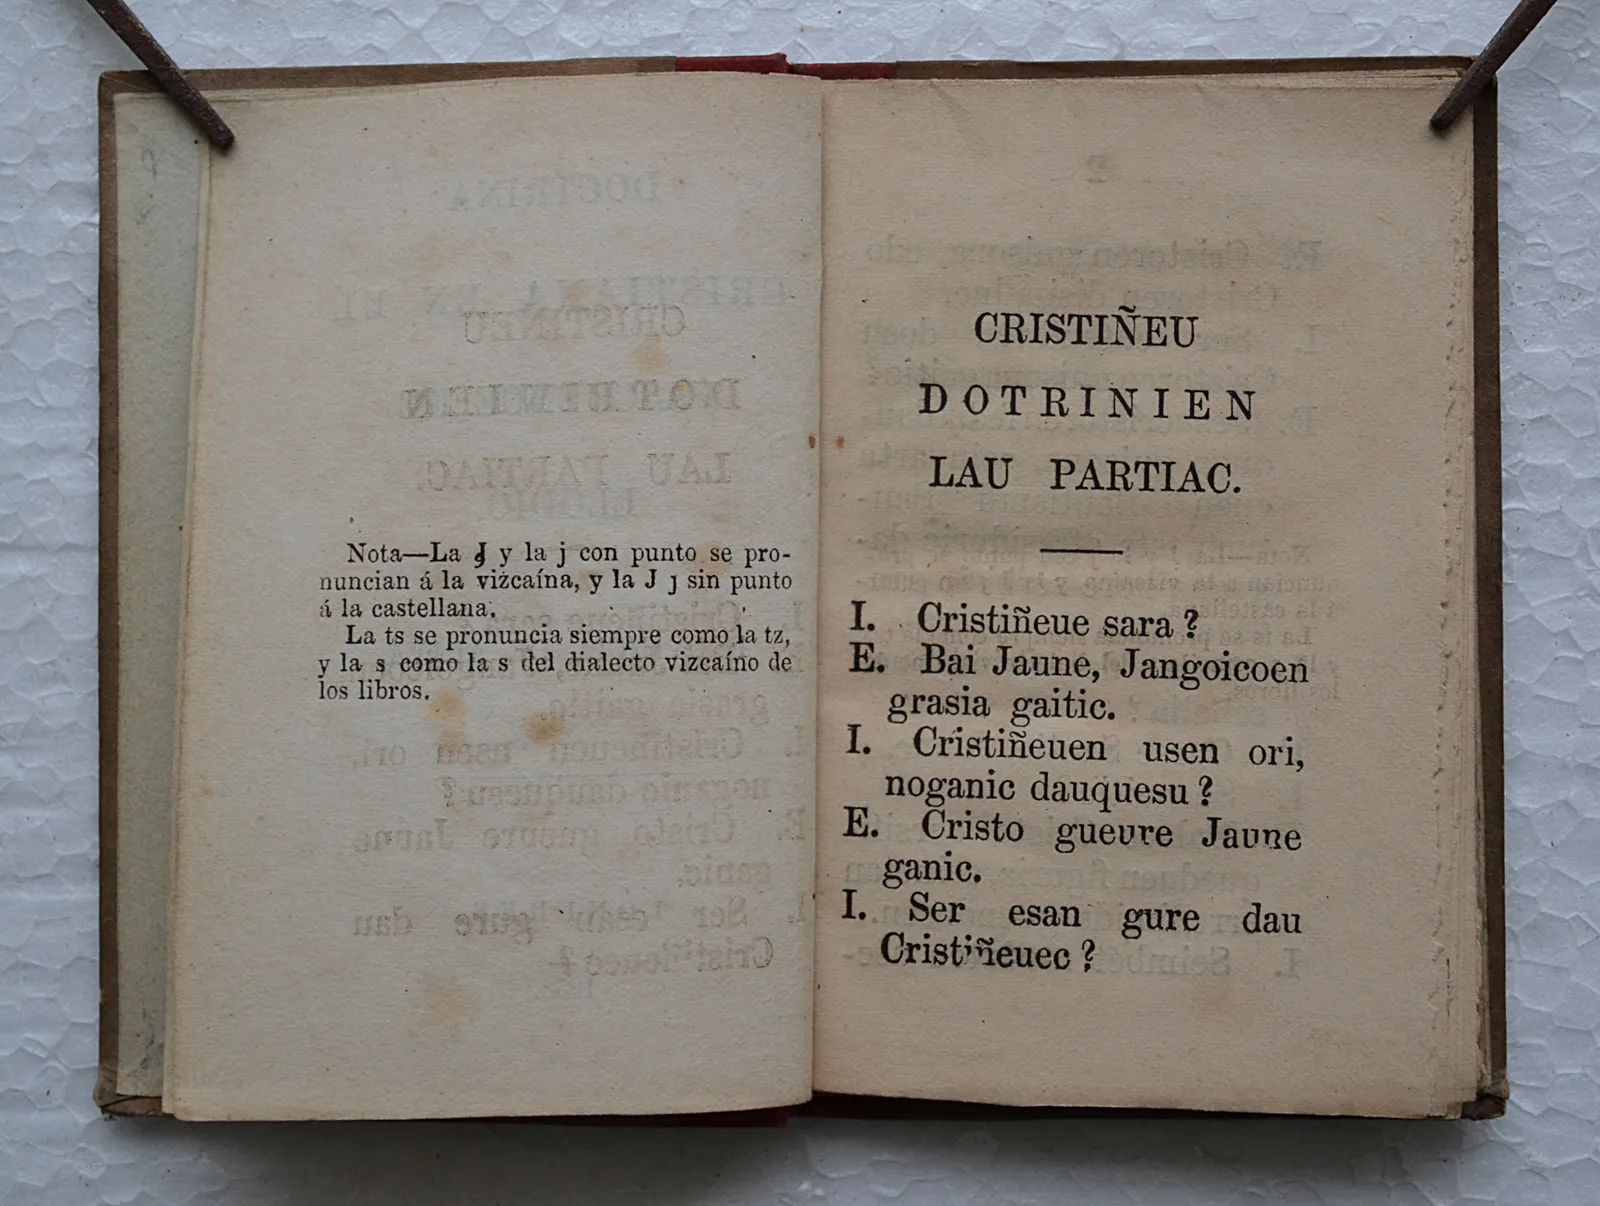 Nota—La J y la j con punto se pro-
nuncian á la vizcaína, y la J ȷ sin punto
á la castellana.
La ts se pronuncia siempre como la tz,
y la s como la s del dialecto vizcaíno de
los libros.
CRISTIÑEU
DOTRINIEN
LAU PARTIAC.
I. Cristiñeue sara ?
E. Bai Jaune, Jangoicoen
grasia gaitic.
I. Cristiñeuen usen ori,
noganic dauquesu ?
E. Cristo gueure Jaune
ganic.
I. Ser esan gure dau
Cristiñeuec ?